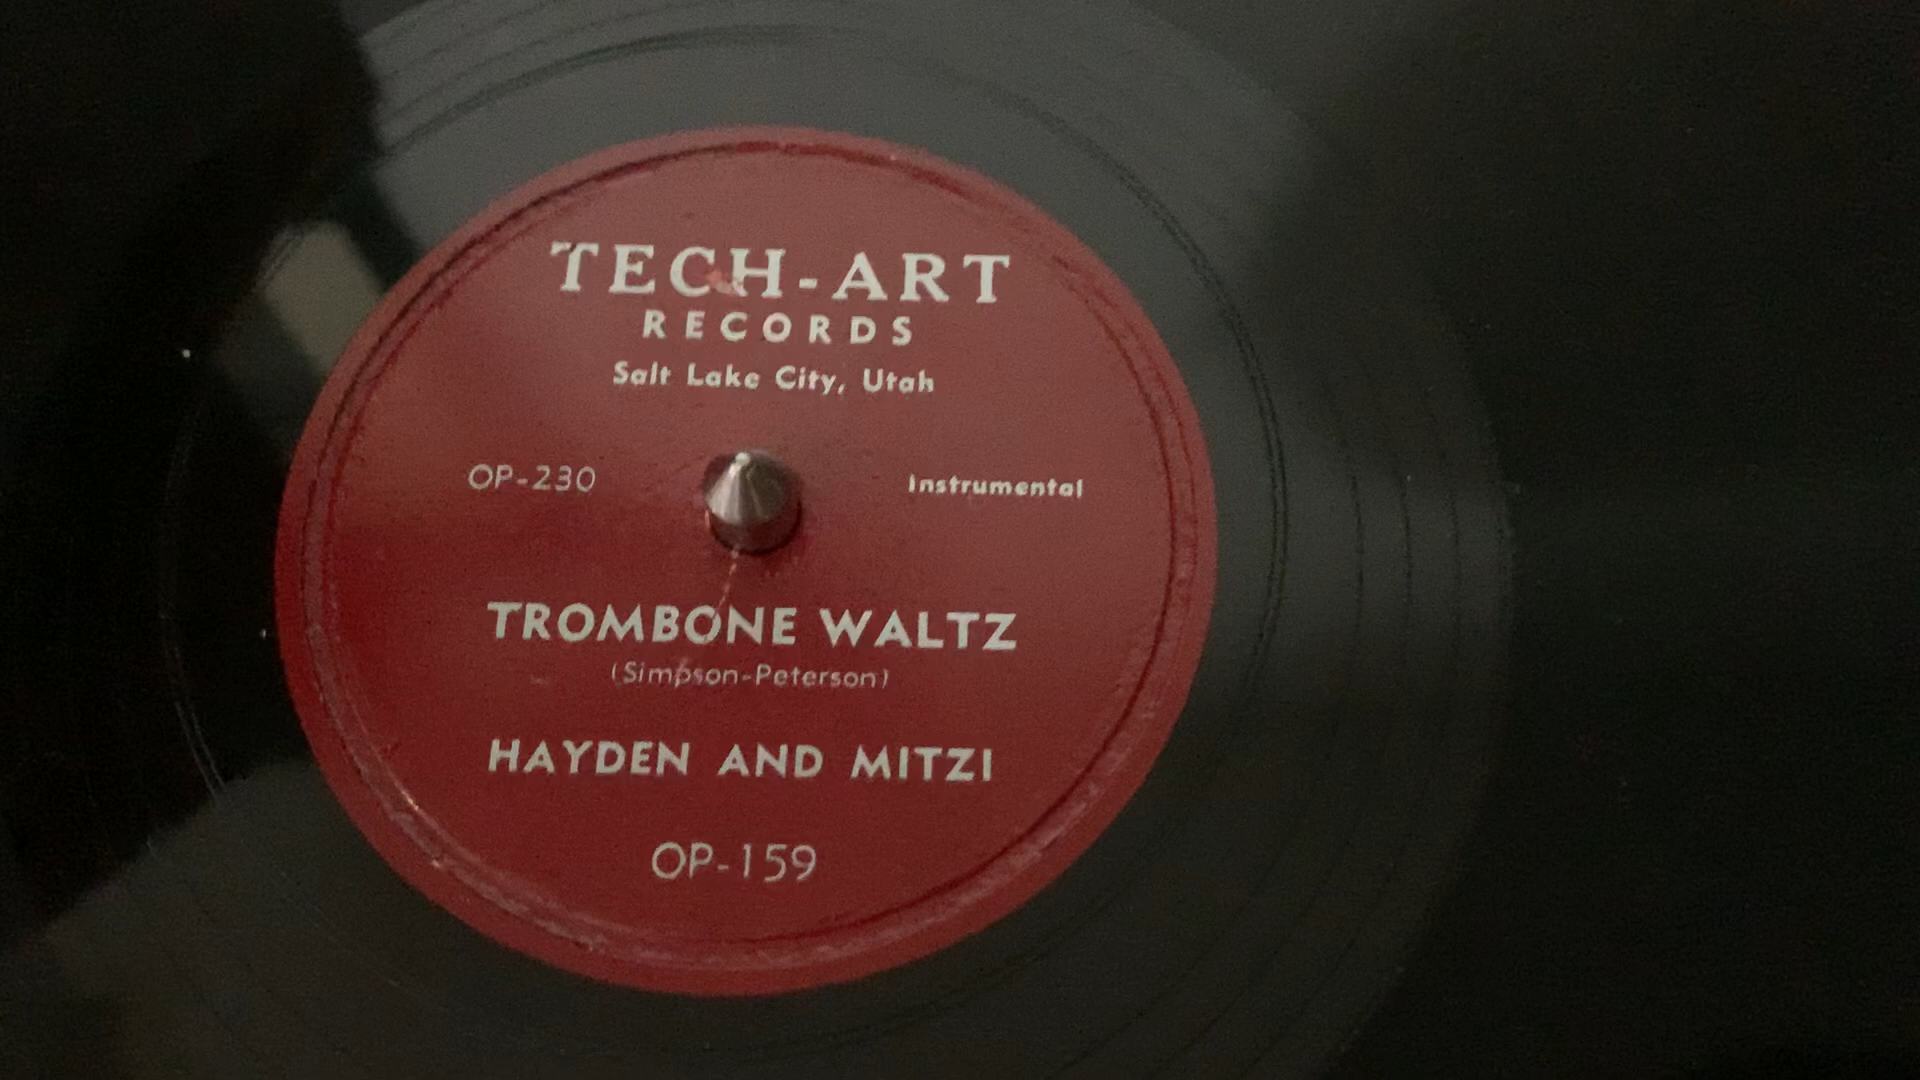 TECH-ART
RECORDS
Salt Lake City, Utah
OP-230 Instrumental
TROMBONE WALTZ
(Simpson-Peterson)
HAYDEN AND MITZI
OP-159